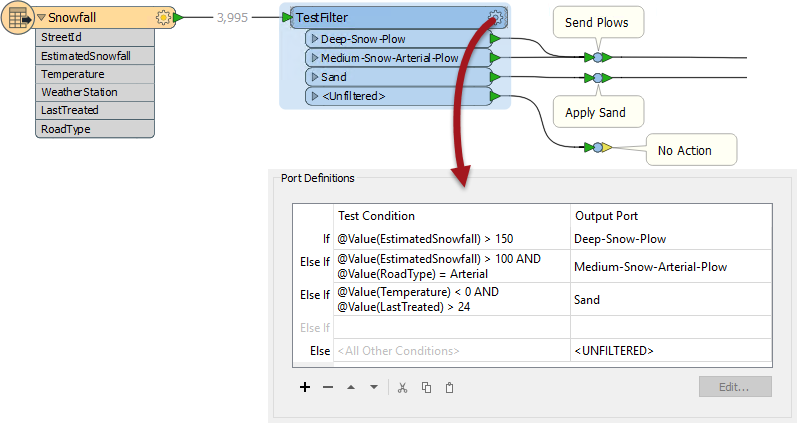 Snowfall
StreetId
EstimatedSnowfall
Temperature
WeatherStation
LastTreated
RoadType
3,995
TestFilter
Deep-Snow-Plow
Medium-Snow-Arterial-Plow
Sand
<Unfiltered>
Send Plows
Apply Sand
No Action
Port Definitions
Test Condition Output Port
If @Value(EstimatedSnowfall) > 150 Deep-Snow-Plow
Else If @Value(EstimatedSnowfall) > 100 AND
@Value(RoadType) = Arterial Medium-Snow-Arterial-Plow
Else If @Value(Temperature) < 0 AND
@Value(LastTreated) > 24 Sand
Else If
Else <All Other Conditions> <UNFILTERED>
Edit...